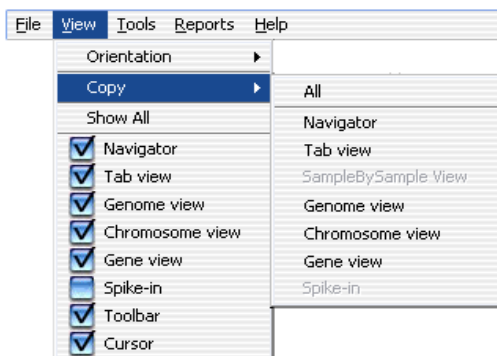 File View Tools Reports Help
Orientation
Copy
Show All
Navigator
Tab view
Genome view
Chromosome view
Gene view
Spike-in
Toolbar
Cursor
All
Navigator
Tab view
SampleBySample View
Genome view
Chromosome view
Gene view
Spike-in